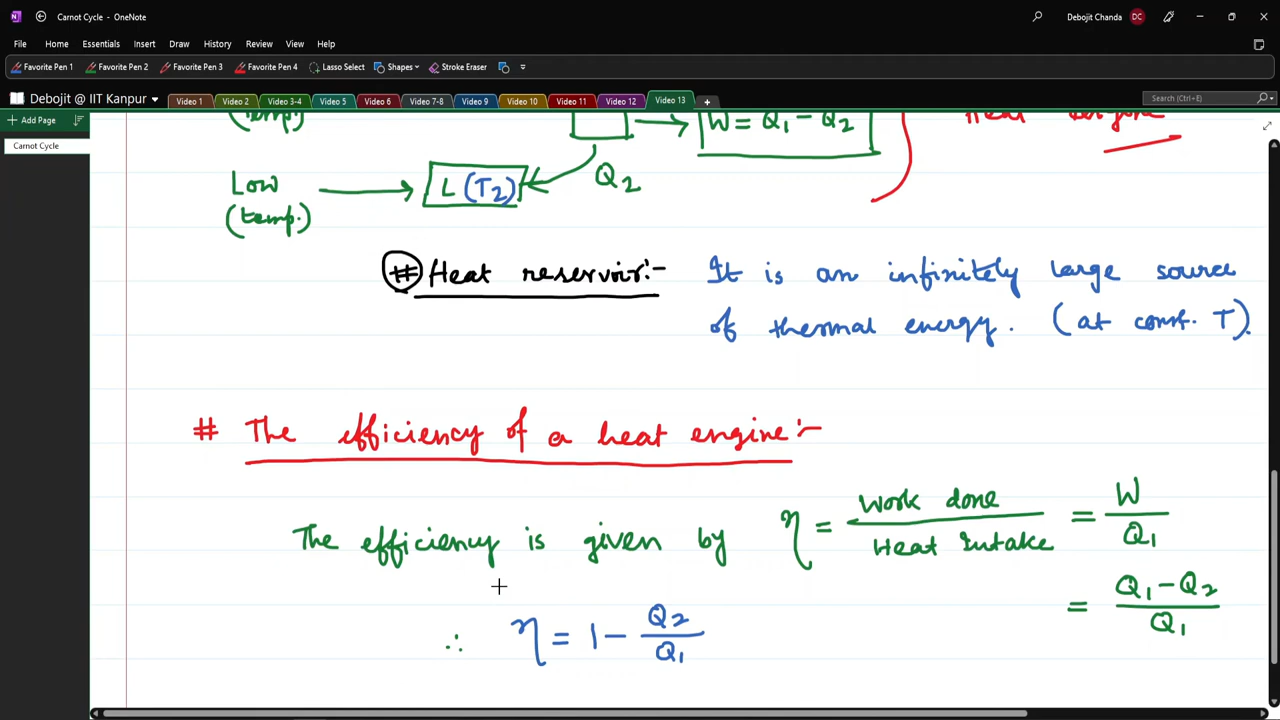 Carnot Cycle - OneNote
Debojit Chanda DC
File Home Essentials Insert Draw History Review View Help
Favorite Pen 1 Favorite Pen 2 Favorite Pen 3 Favorite Pen 4 Lasso Select Shapes Stroke Eraser
Debojit @ IIT Kanpur Video 1 Video 2 Video 3-4 Video 5 Video 6 Video 7-8 Video 9 Video 10 Video 11 Video 12 Video 13 + Search (Ctrl+E)
Add Page
Carnot Cycle
(temp.) W = Q₁ - Q₂ Heat engine
Low L (T₂) Q₂
(temp.)
# Heat reservoir:- It is an infinitely large source
of thermal energy. (at const. T).
# The efficiency of a heat engine:-
The efficiency is given by η = Work done / Heat Intake = W / Q₁
= Q₁ - Q₂ / Q₁
∴ η = 1 - Q₂ / Q₁